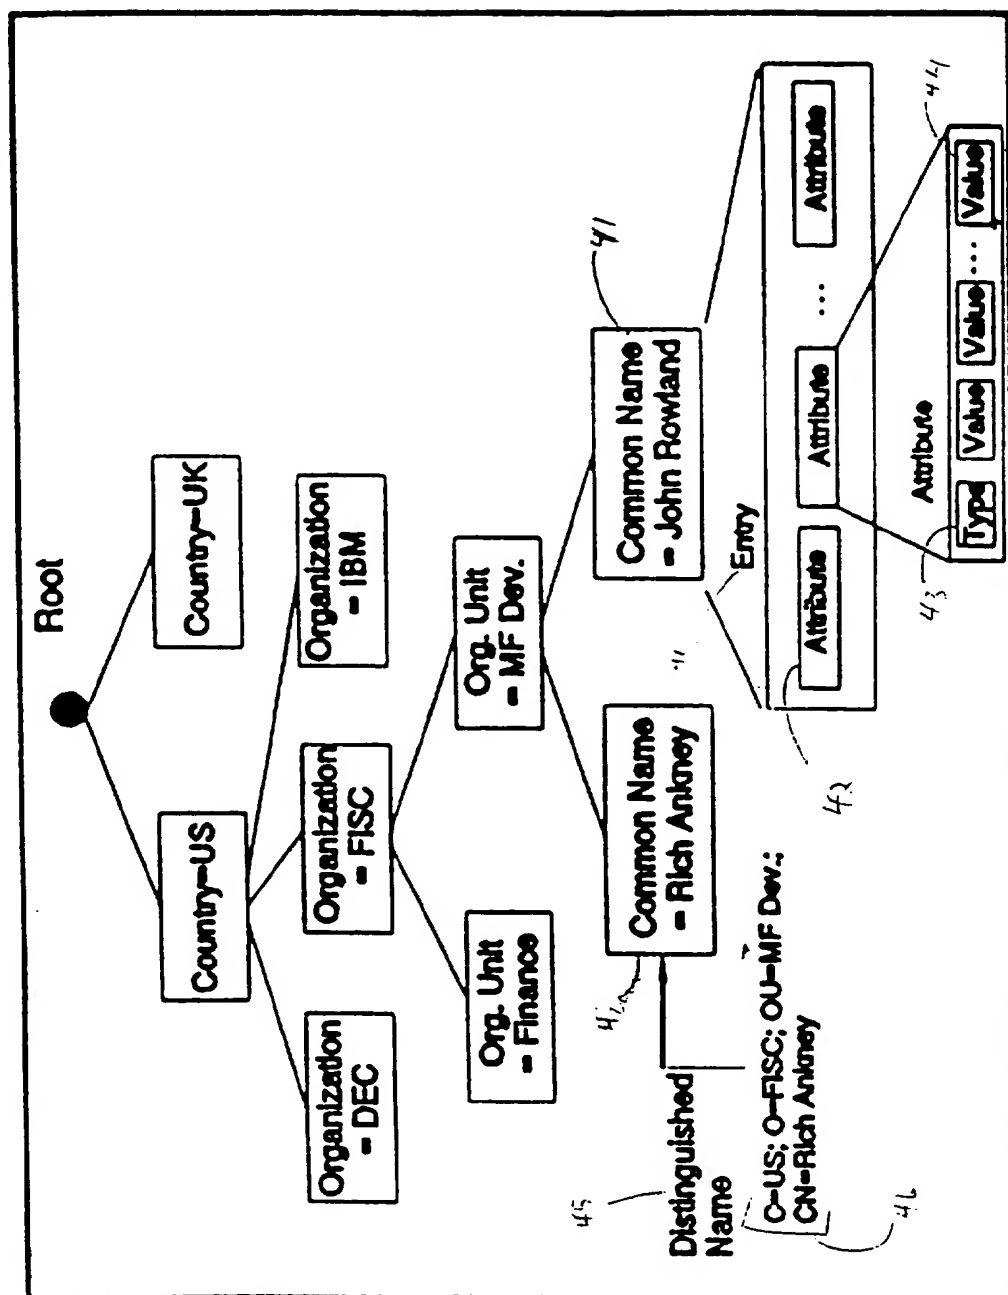 Root
Country=US
Country=UK
Organization
= DEC
Organization
= FISC
Organization
= IBM
Org. Unit
= Finance
Org. Unit
= MF Dev.
Common Name
= Rich Ankney
Common Name
= John Rowland
41
45
Distinguished
Name
C=US; O=FISC; OU=MF Dev.;
CN=Rich Ankney
46
Entry
42
Attribute
Attribute
...
Attribute
43
Attribute
44
Type
Value
Value
...
Value